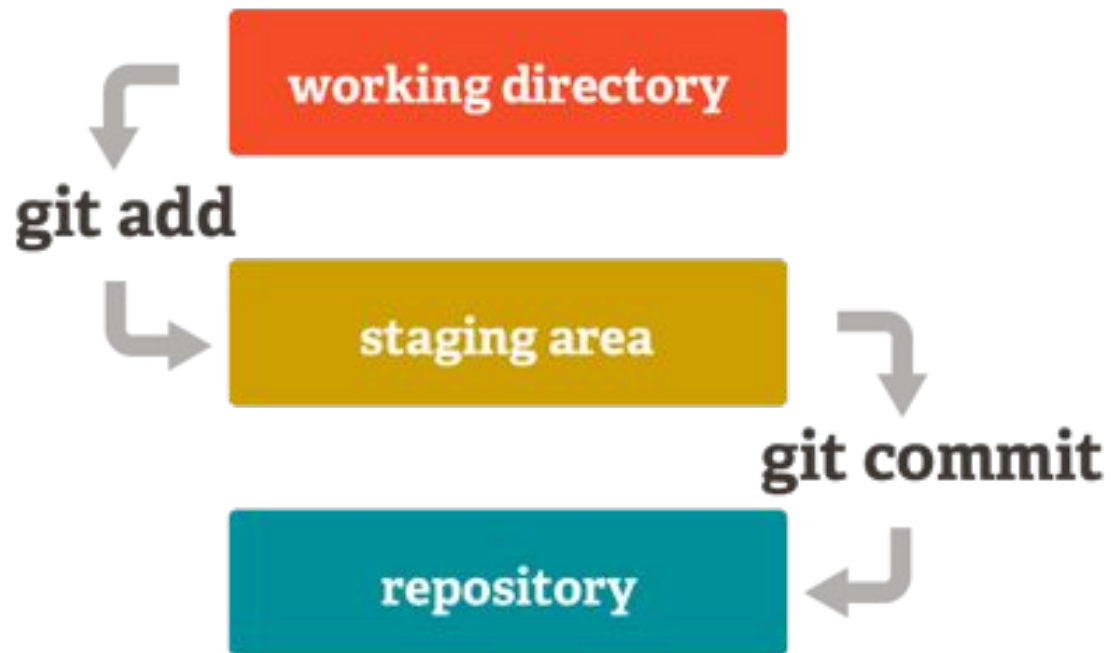 working directory
git add
staging area
git commit
repository